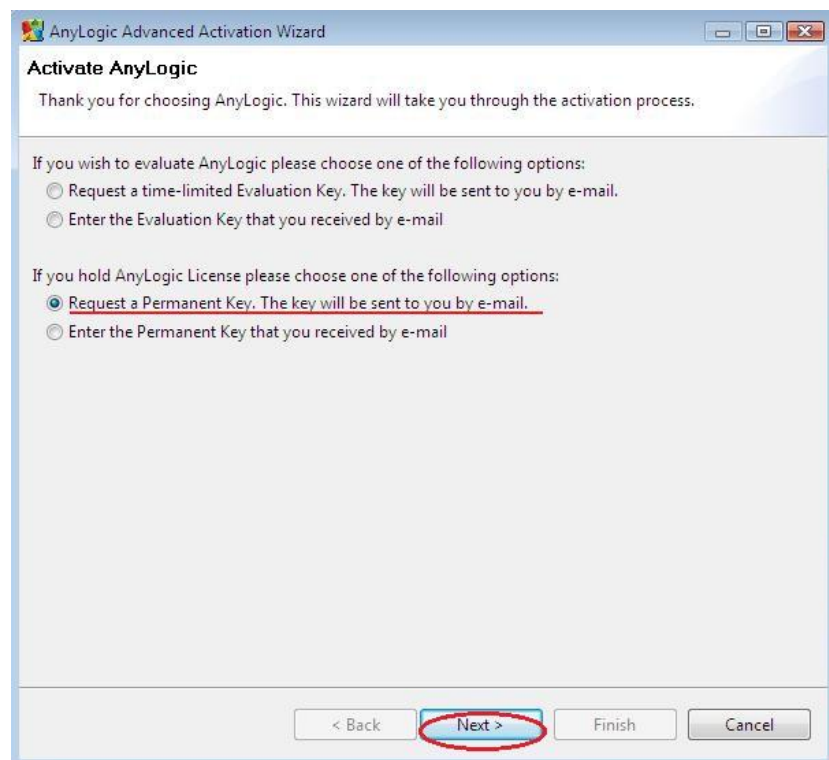 AnyLogic Advanced Activation Wizard
Activate AnyLogic
Thank you for choosing AnyLogic. This wizard will take you through the activation process.
If you wish to evaluate AnyLogic please choose one of the following options:
Request a time-limited Evaluation Key. The key will be sent to you by e-mail.
Enter the Evaluation Key that you received by e-mail
If you hold AnyLogic License please choose one of the following options:
Request a Permanent Key. The key will be sent to you by e-mail.
Enter the Permanent Key that you received by e-mail
< Back Next > Finish Cancel